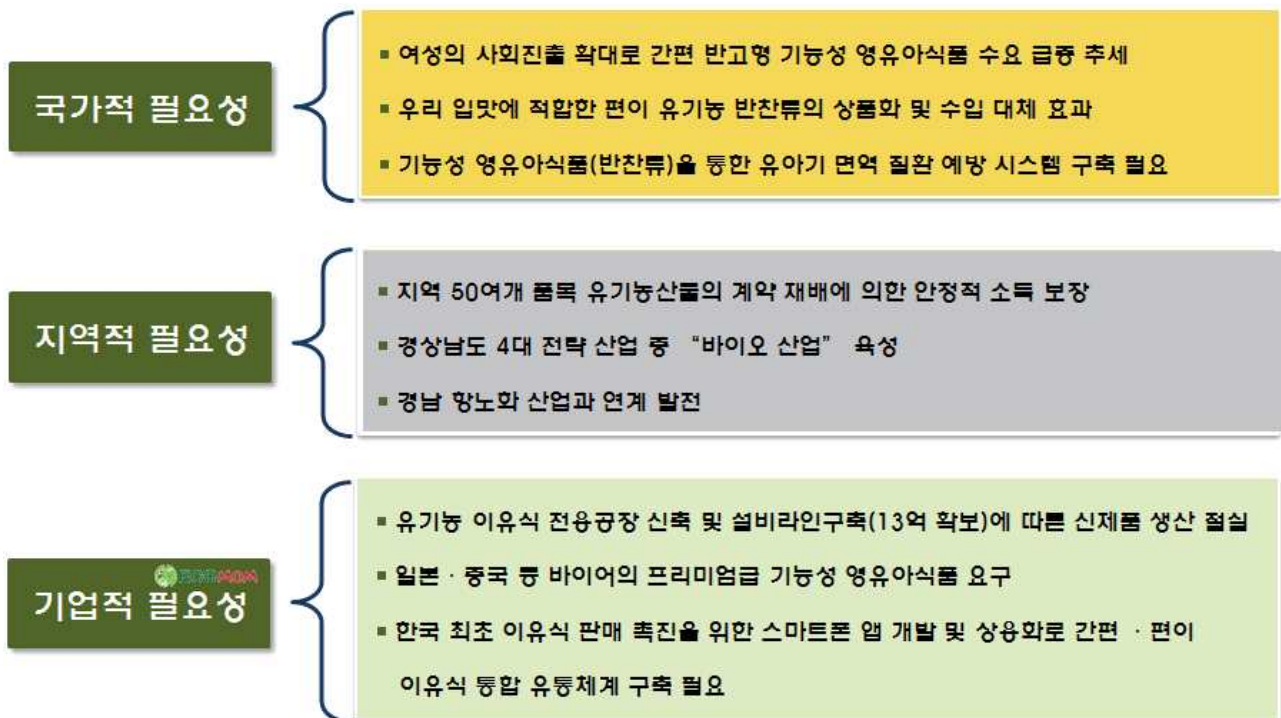 국가적 필요성
▪ 여성의 사회진출 확대로 간편 반고형 기능성 영유아식품 수요 급증 추세
▪ 우리 입맛에 적합한 편이 유기농 반찬류의 상품화 및 수입 대체 효과
▪ 기능성 영유아식품(반찬류)을 통한 유아기 면역 질환 예방 시스템 구축 필요
지역적 필요성
▪ 지역 50여개 품목 유기농산물의 계약 재배에 의한 안정적 소득 보장
▪ 경상남도 4대 전략 산업 중 “바이오 산업” 육성
▪ 경남 항노화 산업과 연계 발전
MOM
기업적 필요성
▪ 유기농 이유식 전용공장 신축 및 설비라인구축(13억 확보)에 따른 신제품 생산 절실
▪ 일본 · 중국 등 바이어의 프리미엄급 기능성 영유아식품 요구
▪ 한국 최초 이유식 판매 촉진을 위한 스마트폰 앱 개발 및 상용화로 간편 · 편이
이유식 통합 유통체계 구축 필요